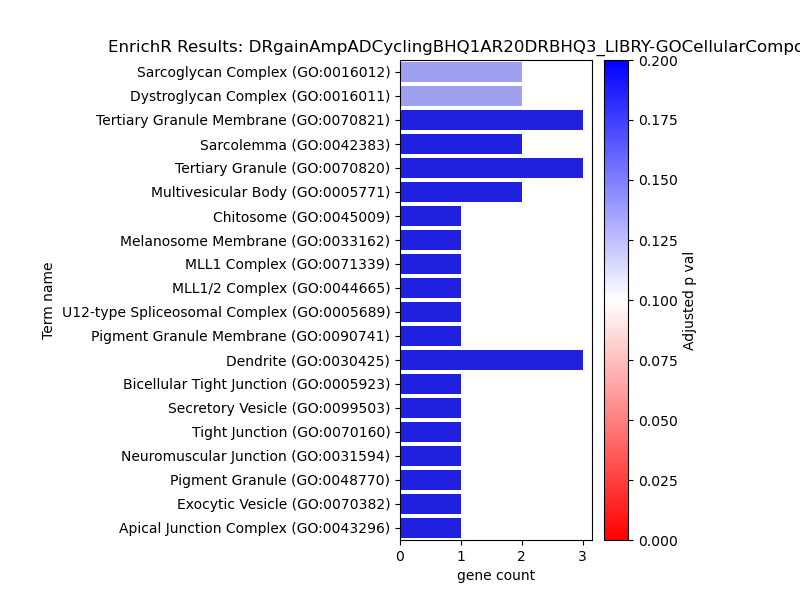 EnrichR Results: DRgainAmpADCyclingBHQ1AR20DRBHQ3_LIBRY-GOCellularCompo
Sarcoglycan Complex (GO:0016012)
Dystroglycan Complex (GO:0016011)
Tertiary Granule Membrane (GO:0070821)
Sarcolemma (GO:0042383)
Tertiary Granule (GO:0070820)
Multivesicular Body (GO:0005771)
Chitosome (GO:0045009)
Melanosome Membrane (GO:0033162)
MLL1 Complex (GO:0071339)
MLL1/2 Complex (GO:0044665)
U12-type Spliceosomal Complex (GO:0005689)
Pigment Granule Membrane (GO:0090741)
Dendrite (GO:0030425)
Bicellular Tight Junction (GO:0005923)
Secretory Vesicle (GO:0099503)
Tight Junction (GO:0070160)
Neuromuscular Junction (GO:0031594)
Pigment Granule (GO:0048770)
Exocytic Vesicle (GO:0070382)
Apical Junction Complex (GO:0043296)
Term name
0 1 2 3
gene count
0.200
0.175
0.150
0.125
0.100
0.075
0.050
0.025
0.000
Adjusted p val